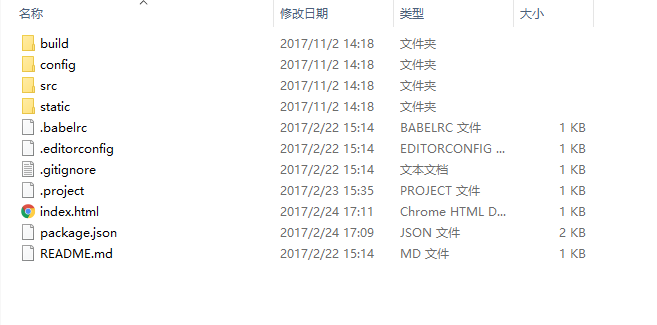 名称 修改日期 类型 大小
build 2017/11/2 14:18 文件夹
config 2017/11/2 14:18 文件夹
src 2017/11/2 14:18 文件夹
static 2017/11/2 14:18 文件夹
.babelrc 2017/2/22 15:14 BABELRC 文件 1 KB
.editorconfig 2017/2/22 15:14 EDITORCONFIG ... 1 KB
.gitignore 2017/2/22 15:14 文本文档 1 KB
.project 2017/2/23 15:35 PROJECT 文件 1 KB
index.html 2017/2/24 17:11 Chrome HTML D... 1 KB
package.json 2017/2/24 17:09 JSON 文件 2 KB
README.md 2017/2/22 15:14 MD 文件 1 KB